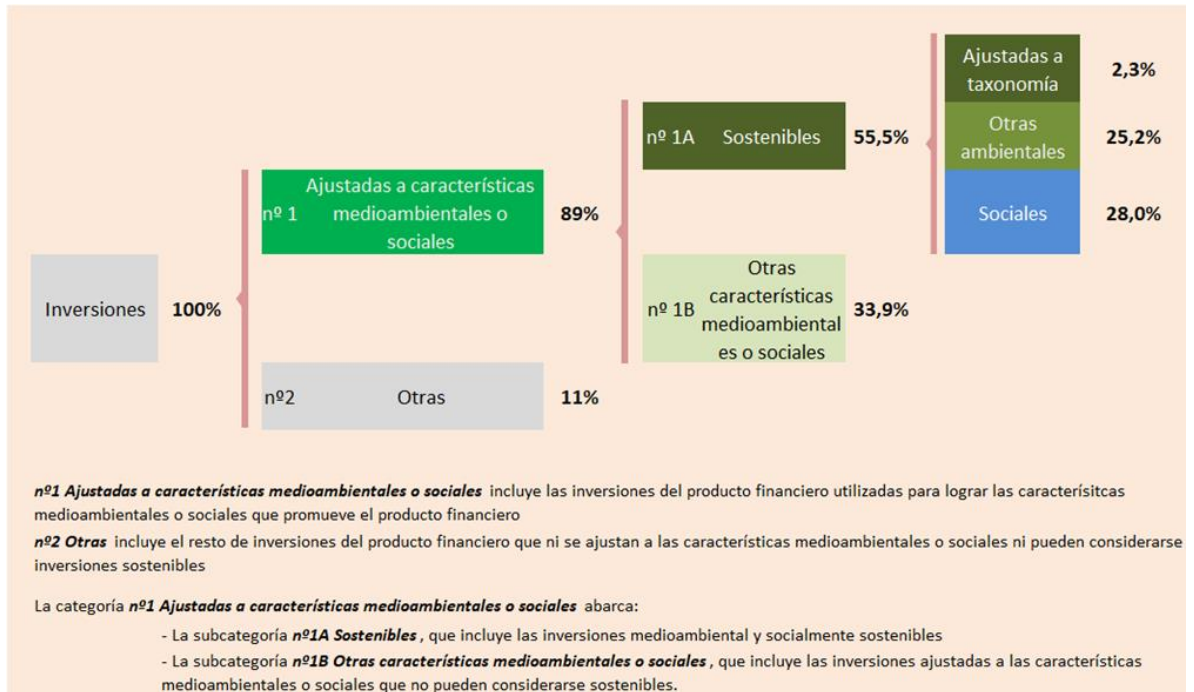 Ajustadas a
taxonomía
2,3%
nº 1A Sostenibles 55,5%
Otras
ambientales
25,2%
Ajustadas a características
nº 1 medioambientales o 89%
sociales
Sociales 28,0%
Inversiones 100%
Otras
nº 1B características 33,9%
medioambiental
es o sociales
nº2 Otras 11%
nº1 Ajustadas a características medioambientales o sociales incluye las inversiones del producto financiero utilizadas para lograr las caracterísitcas
medioambientales o sociales que promueve el producto financiero
nº2 Otras incluye el resto de inversiones del producto financiero que ni se ajustan a las características medioambientales o sociales ni pueden considerarse
inversiones sostenibles
La categoría nº1 Ajustadas a características medioambientales o sociales abarca:
- La subcategoría nº1A Sostenibles, que incluye las inversiones medioambiental y socialmente sostenibles
- La subcategoría nº1B Otras características medioambientales o sociales, que incluye las inversiones ajustadas a las características
medioambientales o sociales que no pueden considerarse sostenibles.